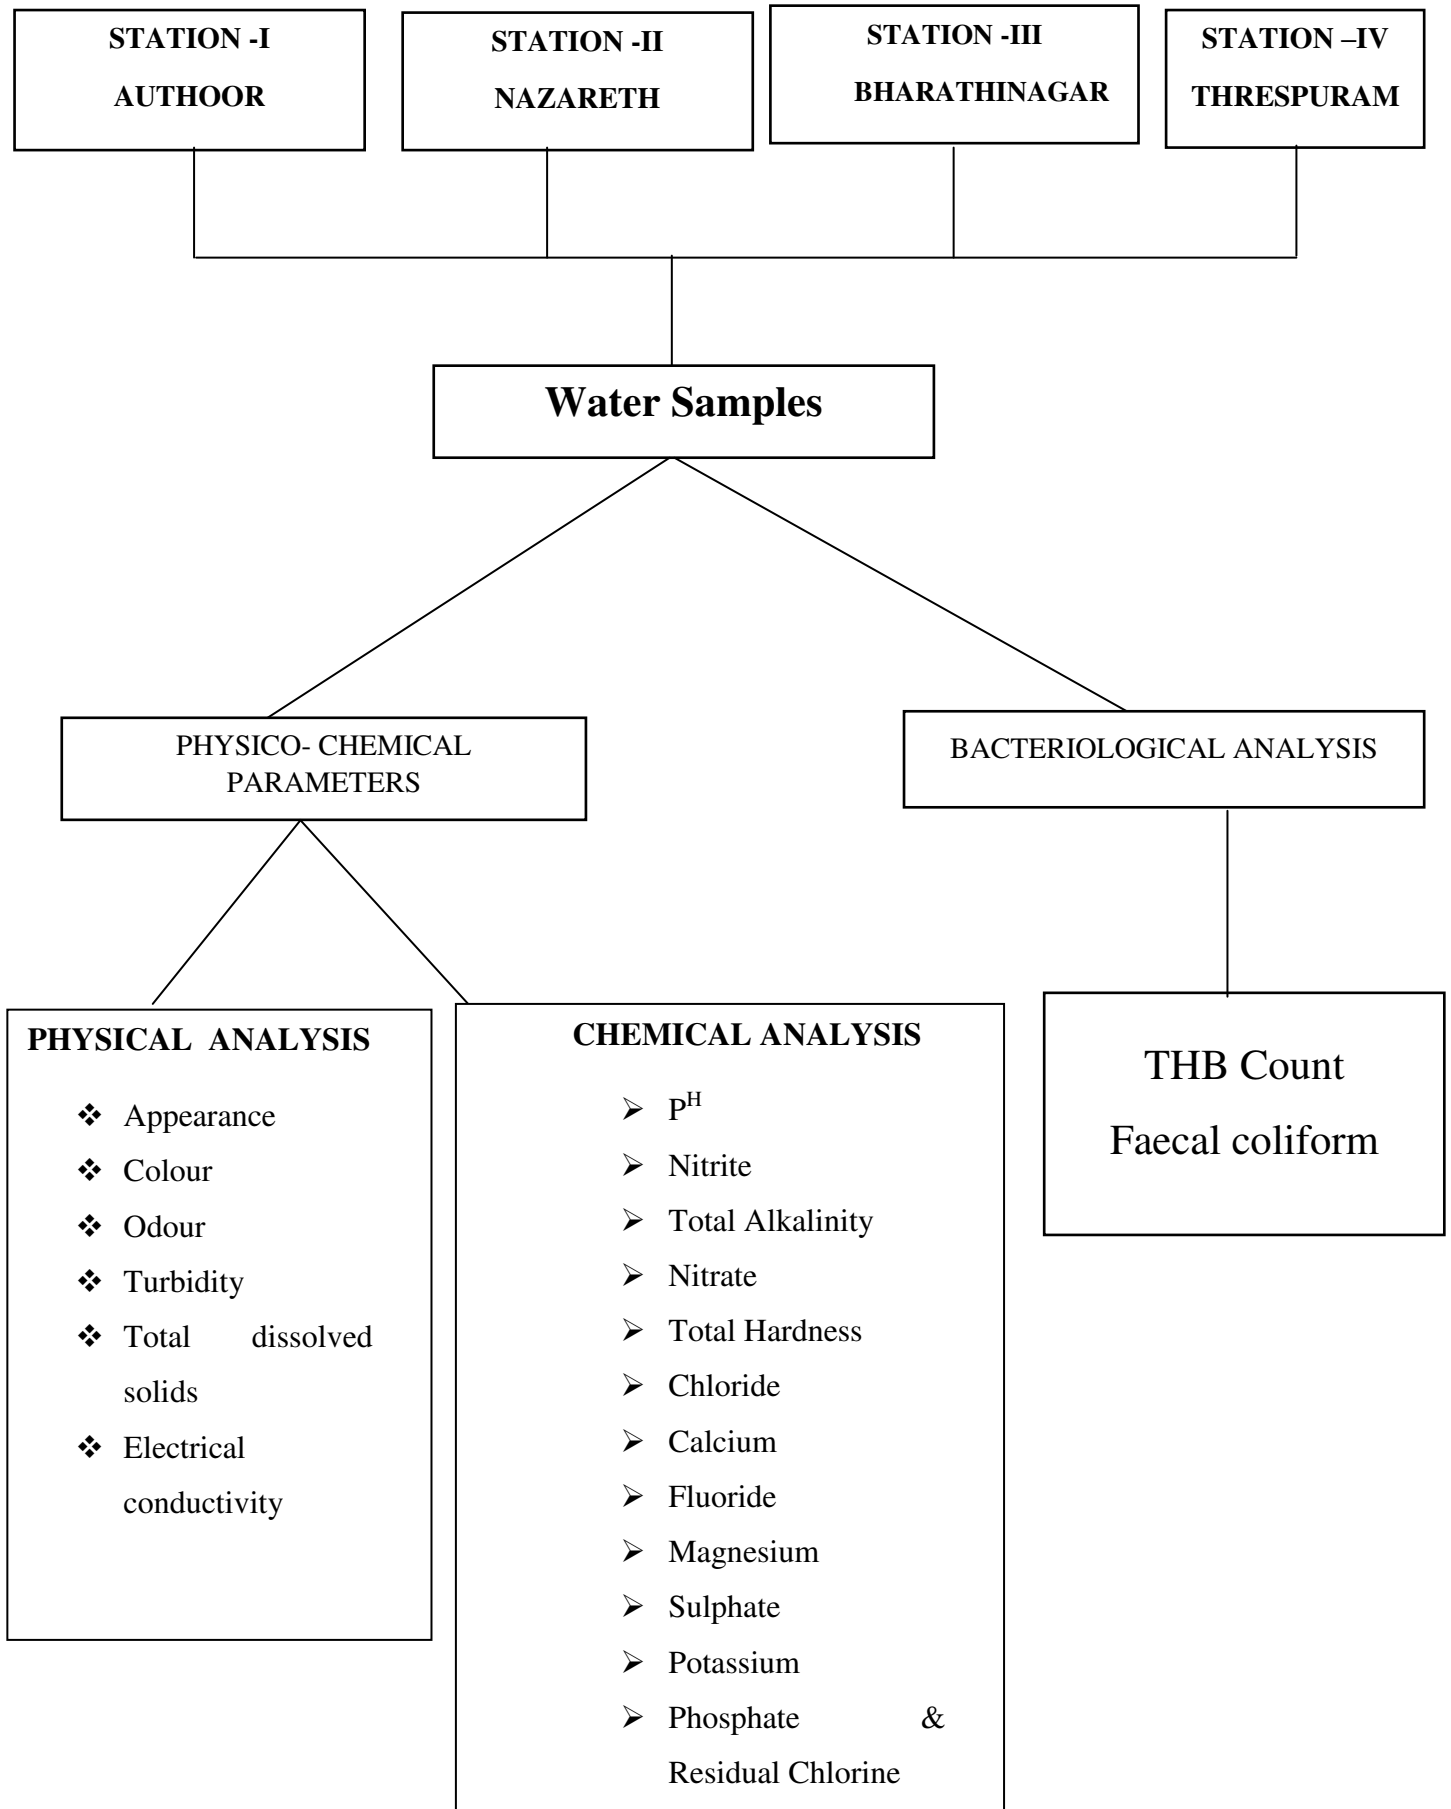 STATION -I
AUTHOOR
STATION -II
NAZARETH
STATION -III
BHARATHINAGAR
STATION –IV
THRESPURAM
Water Samples
PHYSICO- CHEMICAL
PARAMETERS
BACTERIOLOGICAL ANALYSIS
PHYSICAL ANALYSIS
❖ Appearance
❖ Colour
❖ Odour
❖ Turbidity
❖ Total dissolved
solids
❖ Electrical
conductivity
CHEMICAL ANALYSIS
➢ P^H
➢ Nitrite
➢ Total Alkalinity
➢ Nitrate
➢ Total Hardness
➢ Chloride
➢ Calcium
➢ Fluoride
➢ Magnesium
➢ Sulphate
➢ Potassium
➢ Phosphate &
Residual Chlorine
THB Count
Faecal coliform